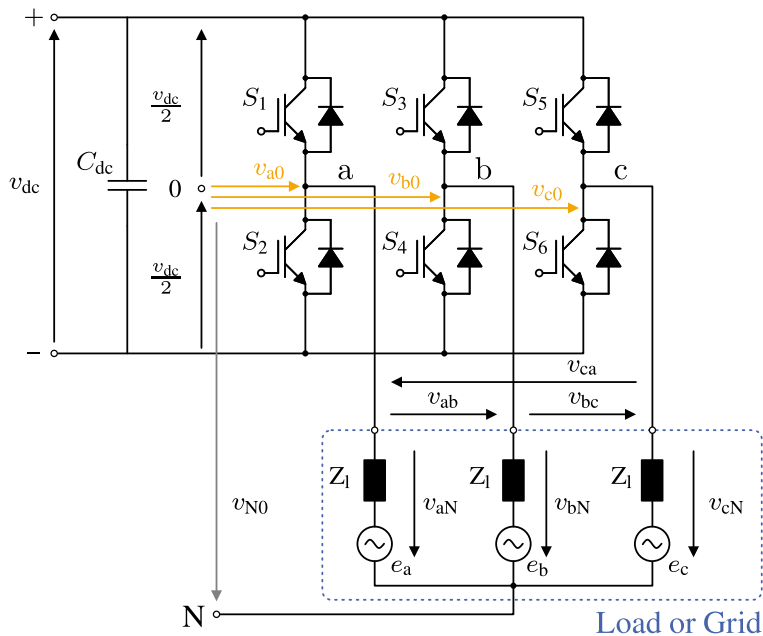 +
v_dc/2
S_1
S_3
S_5
v_dc
C_dc
0
v_a0
a
v_b0
b
v_c0
c
S_2
S_4
S_6
v_dc/2
−
v_ca
v_ab
v_bc
Z_l
v_aN
Z_l
v_bN
Z_l
v_cN
v_N0
e_a
e_b
e_c
N
Load or Grid